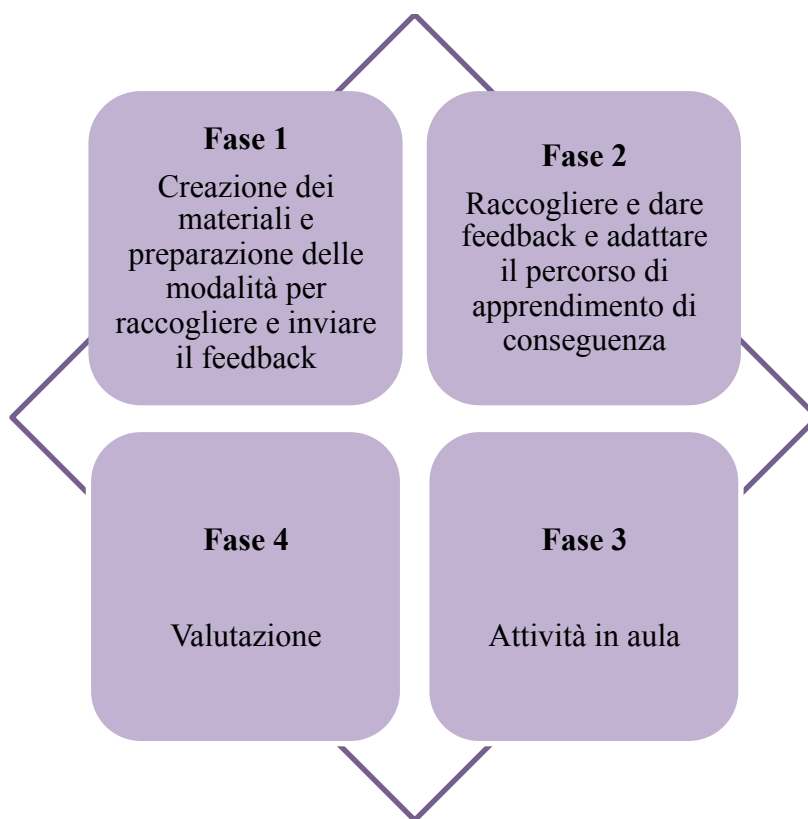 Fase 1
Creazione dei
materiali e
preparazione delle
modalità per
raccogliere e inviare
il feedback
Fase 2
Raccogliere e dare
feedback e adattare
il percorso di
apprendimento di
conseguenza
Fase 4
Valutazione
Fase 3
Attività in aula